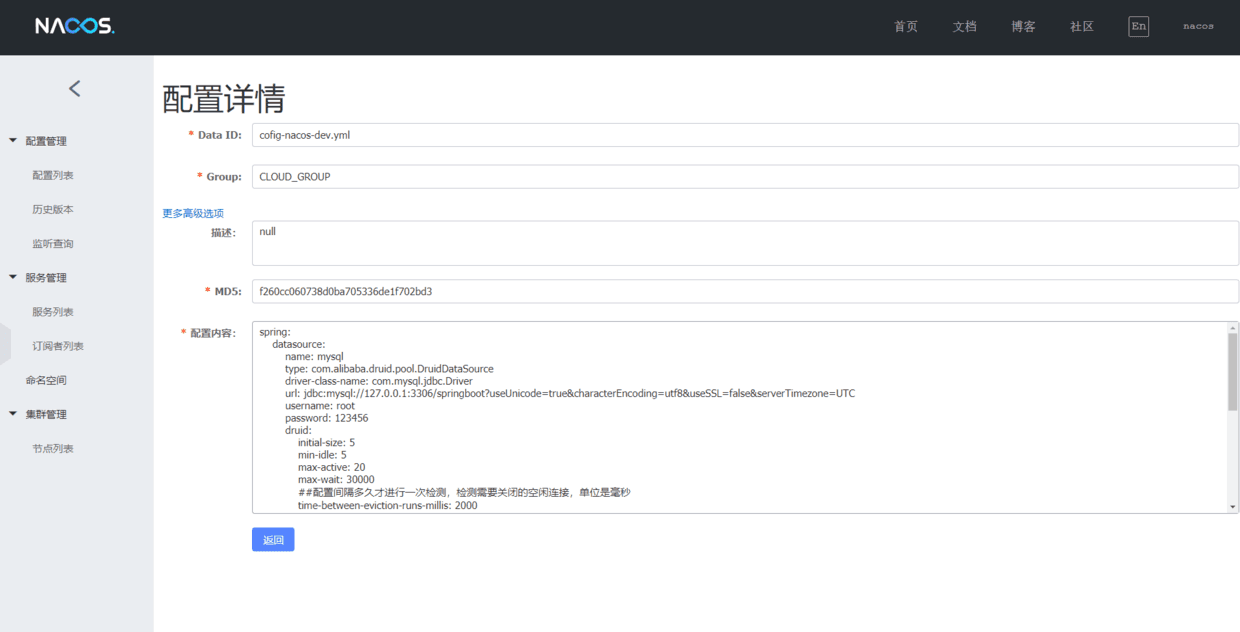 NACOS.
首页 文档 博客 社区 En nacos
配置管理
配置列表
历史版本
监听查询
服务管理
服务列表
订阅者列表
命名空间
集群管理
节点列表
配置详情
* Data ID: cofig-nacos-dev.yml
* Group: CLOUD_GROUP
更多高级选项
描述: null
* MD5: f260cc060738d0ba705336de1f702bd3
* 配置内容: spring:
datasource:
name: mysql
type: com.alibaba.druid.pool.DruidDataSource
driver-class-name: com.mysql.jdbc.Driver
url: jdbc:mysql://127.0.0.1:3306/springboot?useUnicode=true&characterEncoding=utf8&useSSL=false&serverTimezone=UTC
username: root
password: 123456
druid:
initial-size: 5
min-idle: 5
max-active: 20
max-wait: 30000
##配置间隔多久才进行一次检测，检测需要关闭的空闲连接，单位是毫秒
time-between-eviction-runs-millis: 2000
返回